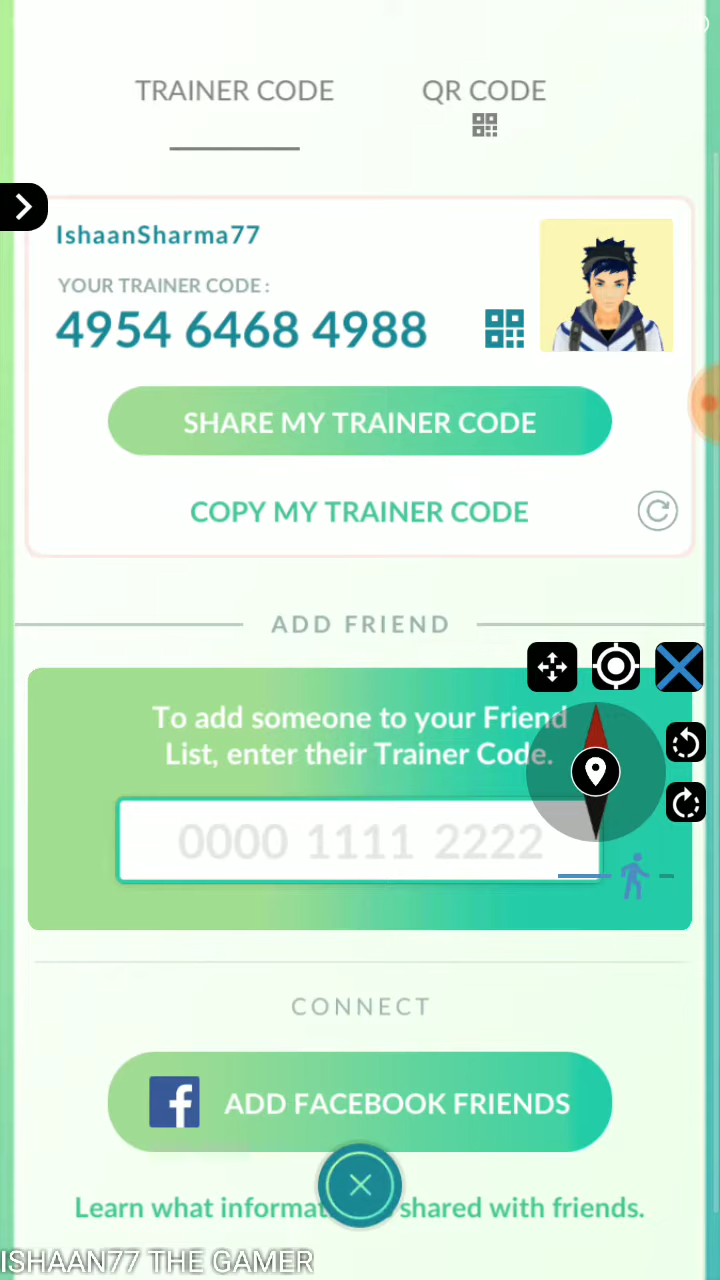 TRAINER CODE
QR CODE
IshaanSharma77
YOUR TRAINER CODE :
4954 6468 4988
SHARE MY TRAINER CODE
COPY MY TRAINER CODE
ADD FRIEND
To add someone to your Friend
List, enter their Trainer Code.
0000 1111 2222
CONNECT
f ADD FACEBOOK FRIENDS
Learn what informat shared with friends.
ISHAAN77 THE GAMER